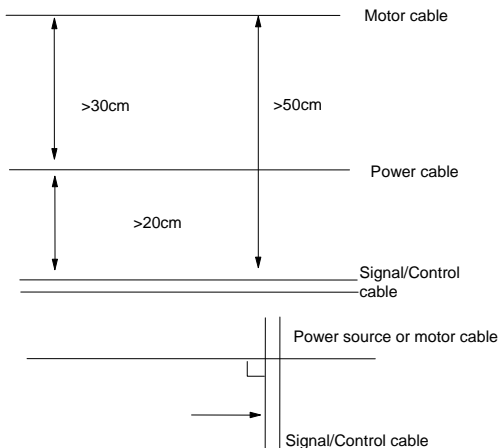 Motor cable
>30cm
>50cm
Power cable
>20cm
Signal/Control
cable
Power source or motor cable
Signal/Control cable